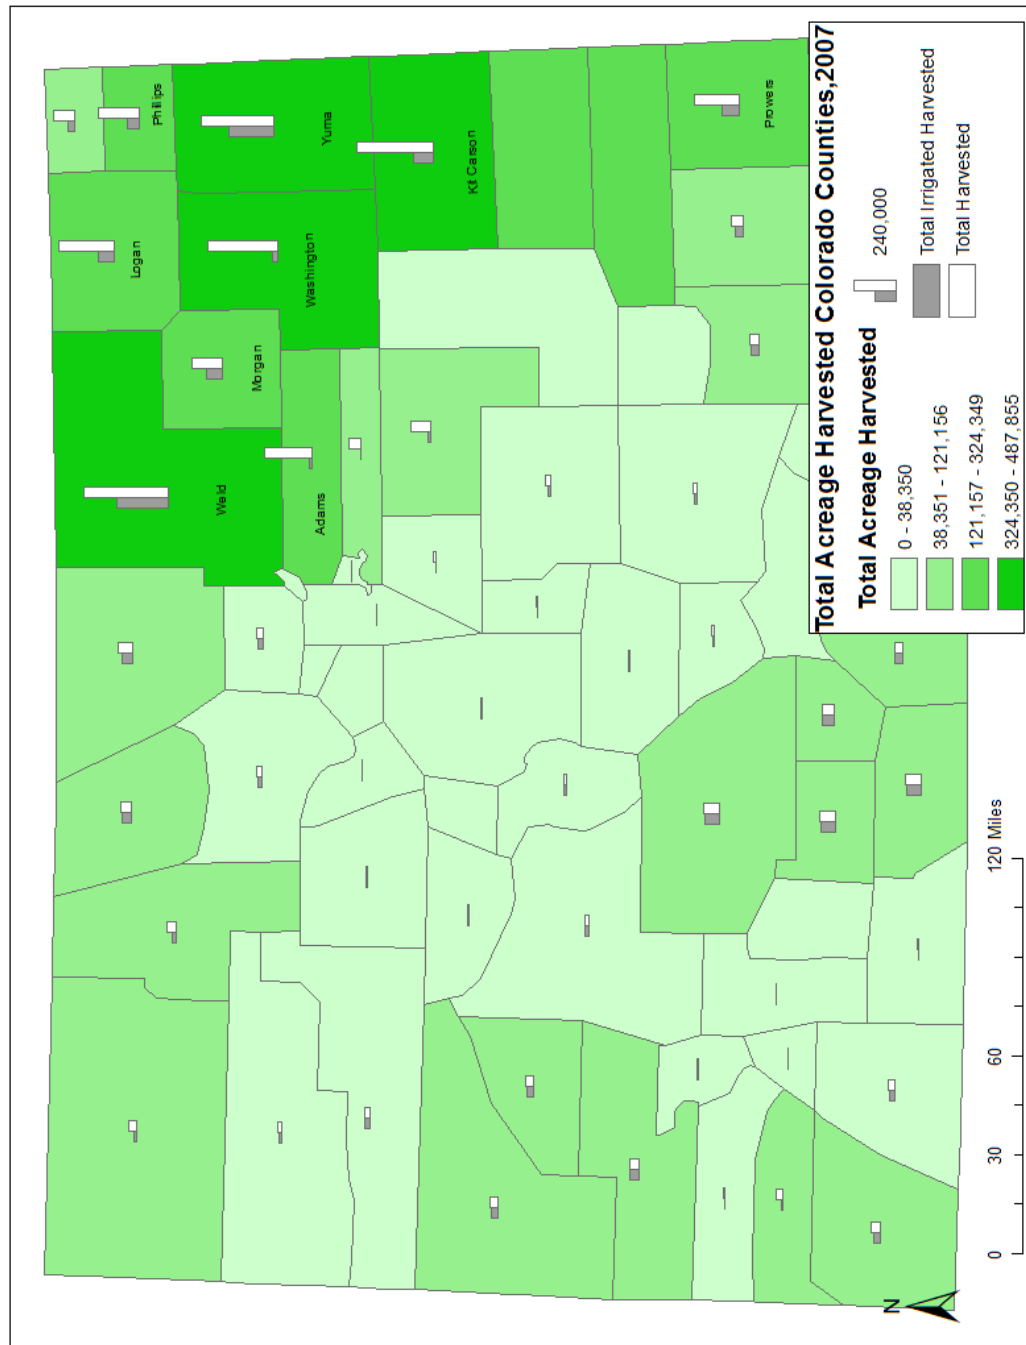 Phillips
Logan
Yuma
Kit Carson
Washington
Morgan
Weld
Adams
Prowers
Total Acreage Harvested Colorado Counties,2007
Total Acreage Harvested
0 - 38,350
38,351 - 121,156
121,157 - 324,349
324,350 - 487,855
240,000
Total Irrigated Harvested
Total Harvested
N
0 30 60 120 Miles